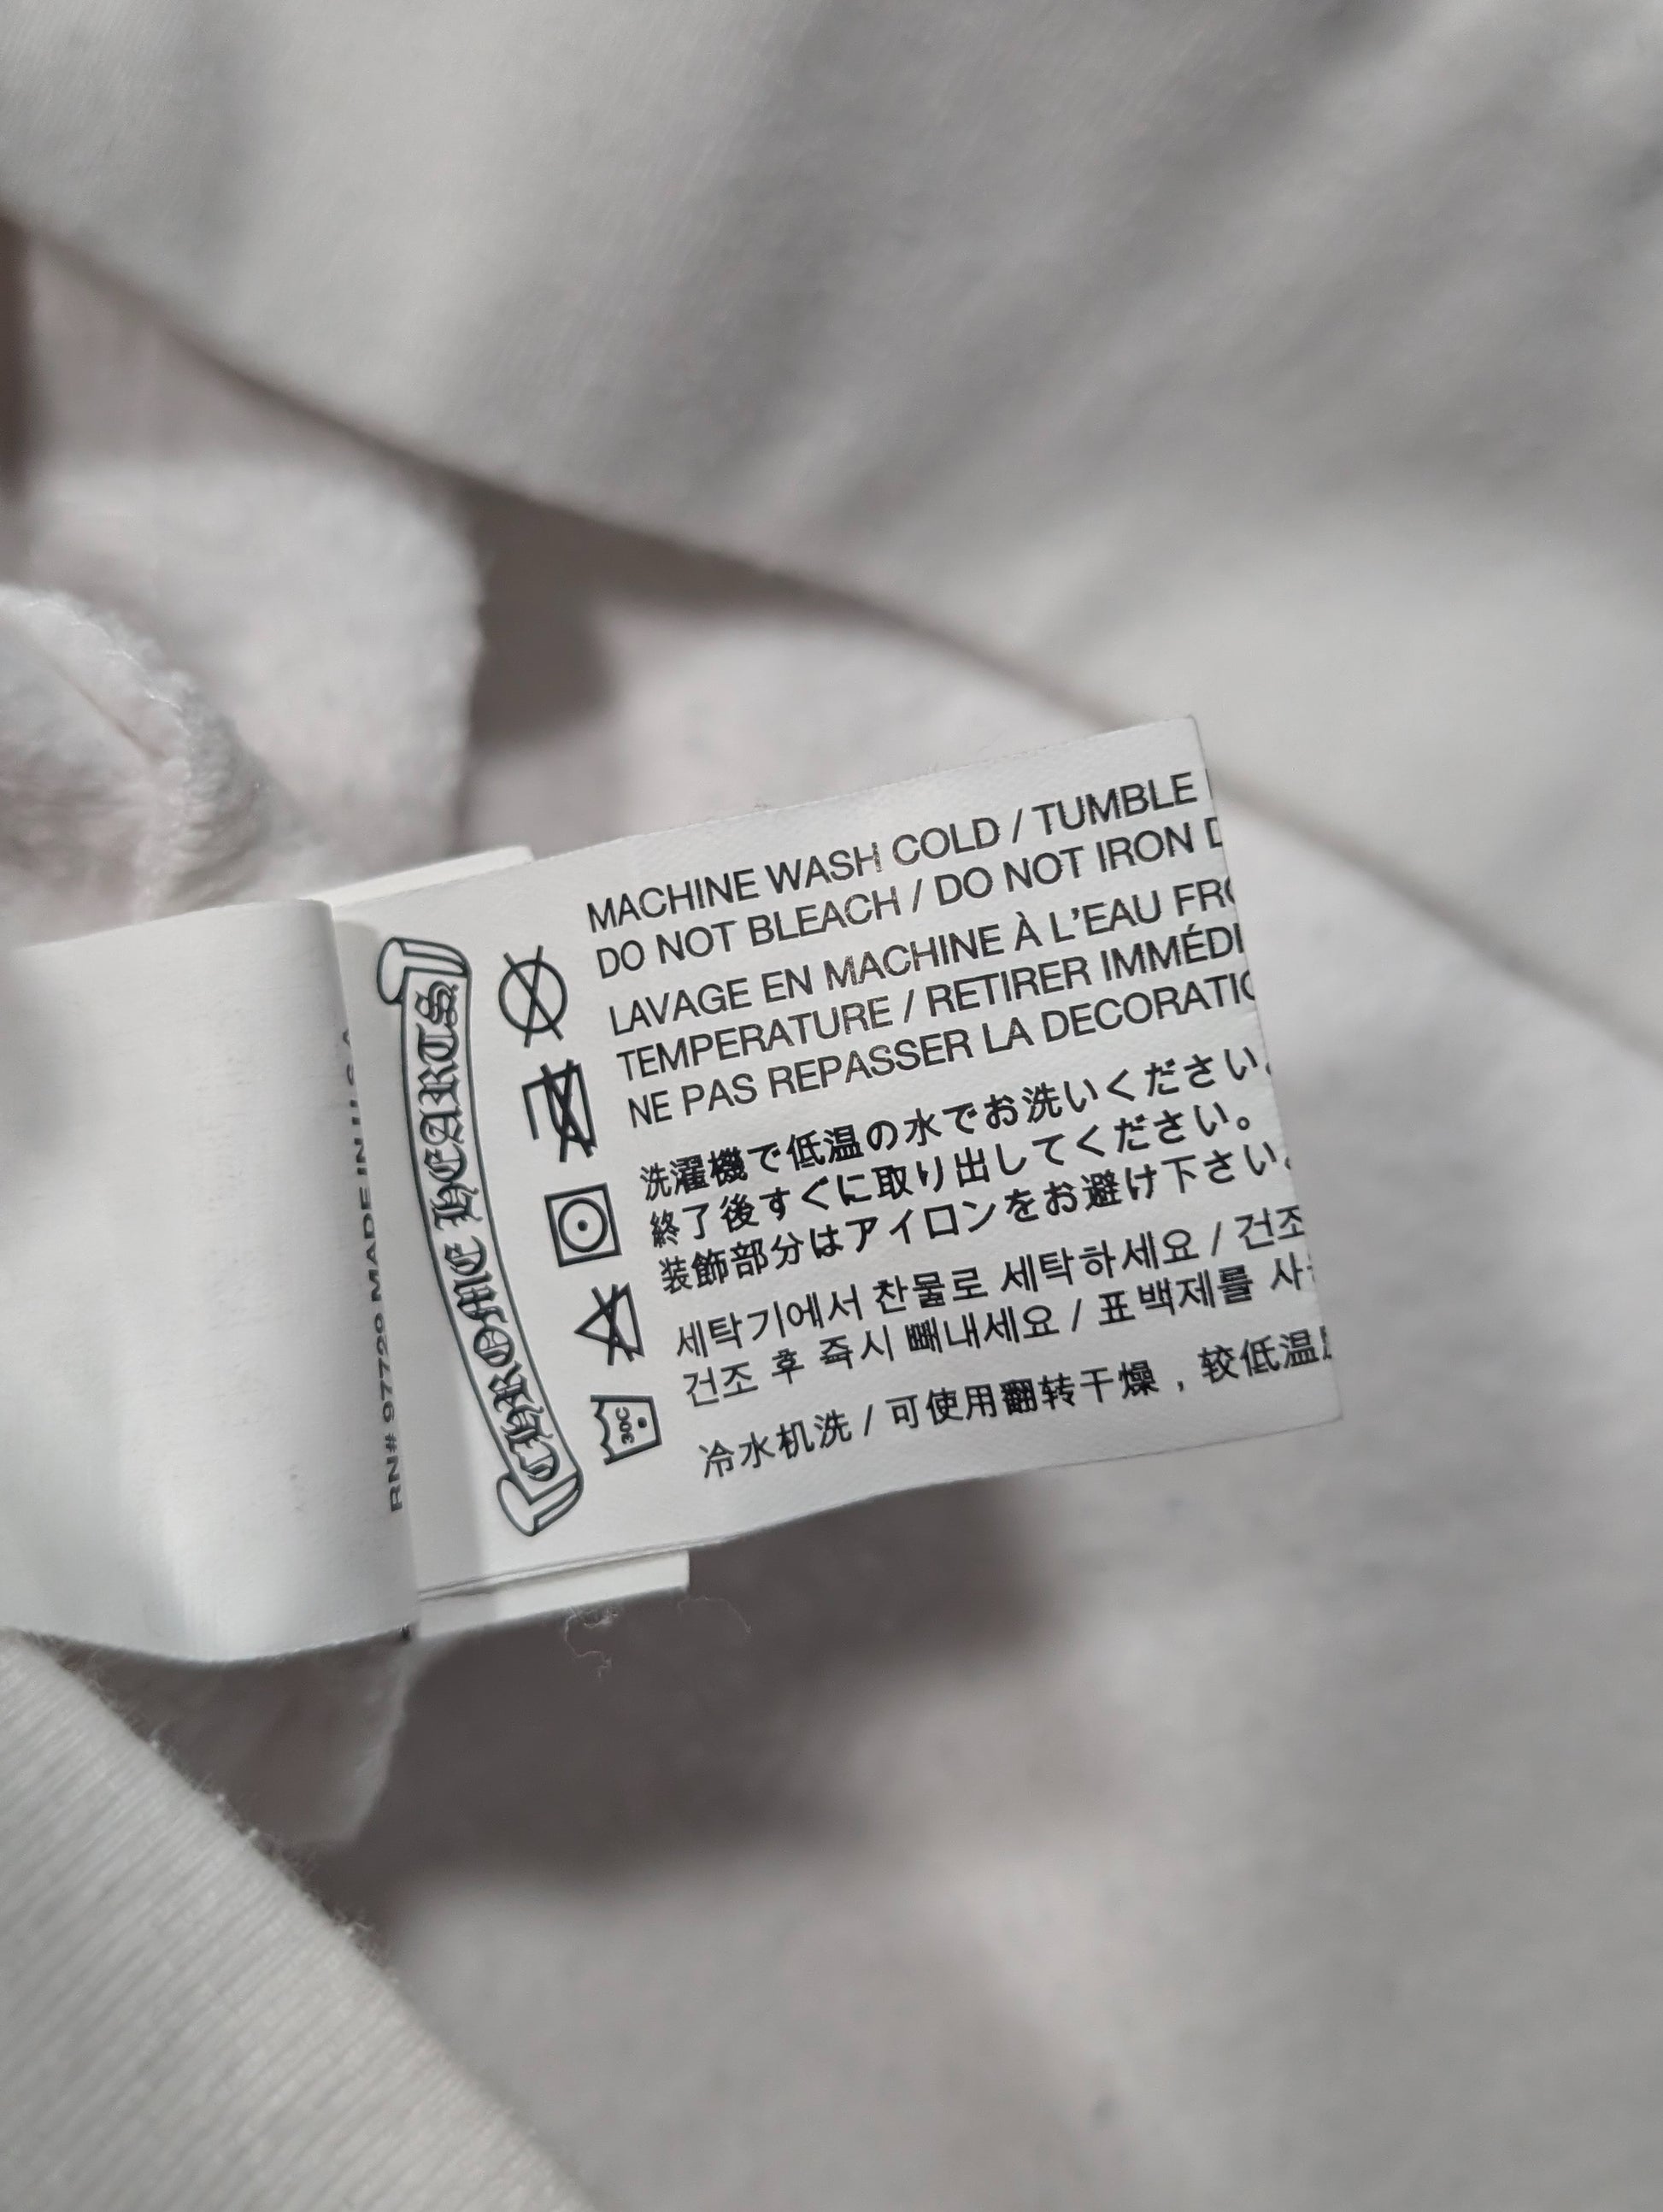 MACHINE WASH COLD / TUMBLE
DO NOT BLEACH / DO NOT IRON D
LAVAGE EN MACHINE À L'EAU FRO
TEMPERATURE / RETIRER IMMÉDI
NE PAS REPASSER LA DECORATIO
洗濯機で低温の水でお洗いください。
終了後すぐに取り出してください。
装飾部分はアイロンをお避け下さい。
세탁기에서 찬물로 세탁하세요 / 건조
건조 후 즉시 빼내세요 / 표백제를 사
冷水机洗 / 可使用翻转干燥，较低温
30C
CHROME HEARTS
RN# 97729 MADE IN U.S.A.